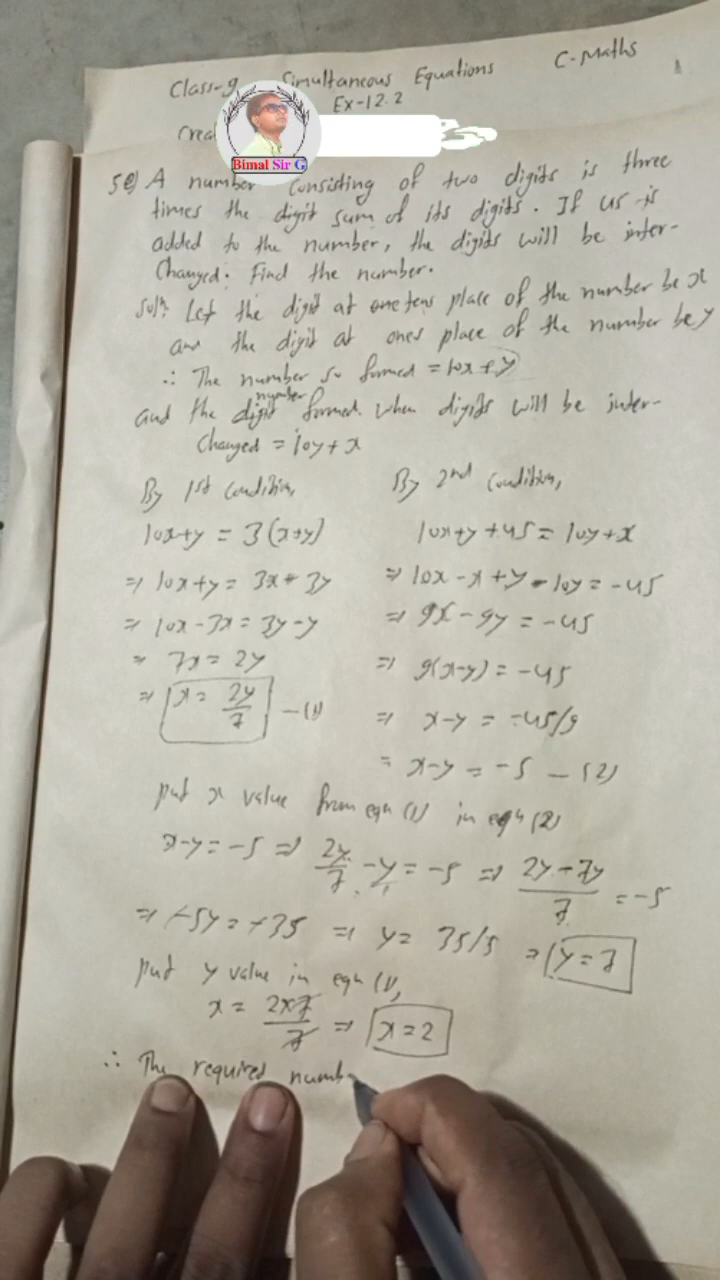 Class-9 Simultaneous Equations C-Maths
Ex-12.2
Crea
Bimal Sir G
5e) A number consisting of two digits is three
times the digit sum of its digits. If 45 is
added to the number, the digits will be inter-
changed. Find the number.
Soln: Let the digit at one tens place of the number be x
and the digit at ones place of the number be y
∴ The number so formed = 10x+y
number
and the digit formed when digits will be inter-
changed = 10y+x
By 1st condition, By 2nd condition,
10x+y = 3(x+y) 10x+y+45 = 10y+x
⇒ 10x+y = 3x+3y ⇒ 10x-x+y-10y = -45
⇒ 10x-3x = 3y-y ⇒ 9x-9y = -45
⇒ 7x = 2y ⇒ 9(x-y) = -45
⇒ x = 2y/7 -(1) ⇒ x-y = -45/9
= x-y = -5 -(2)
put x value from eqn (1) in eqn (2)
x-y = -5 ⇒ 2y/7 -y = -5 ⇒ 2y-7y/7 = -5
⇒ -5y = -35 ⇒ y = 35/5 ⇒ y = 7
put y value in eqn (1),
x = 2x7/7 ⇒ x = 2
∴ The required numbe